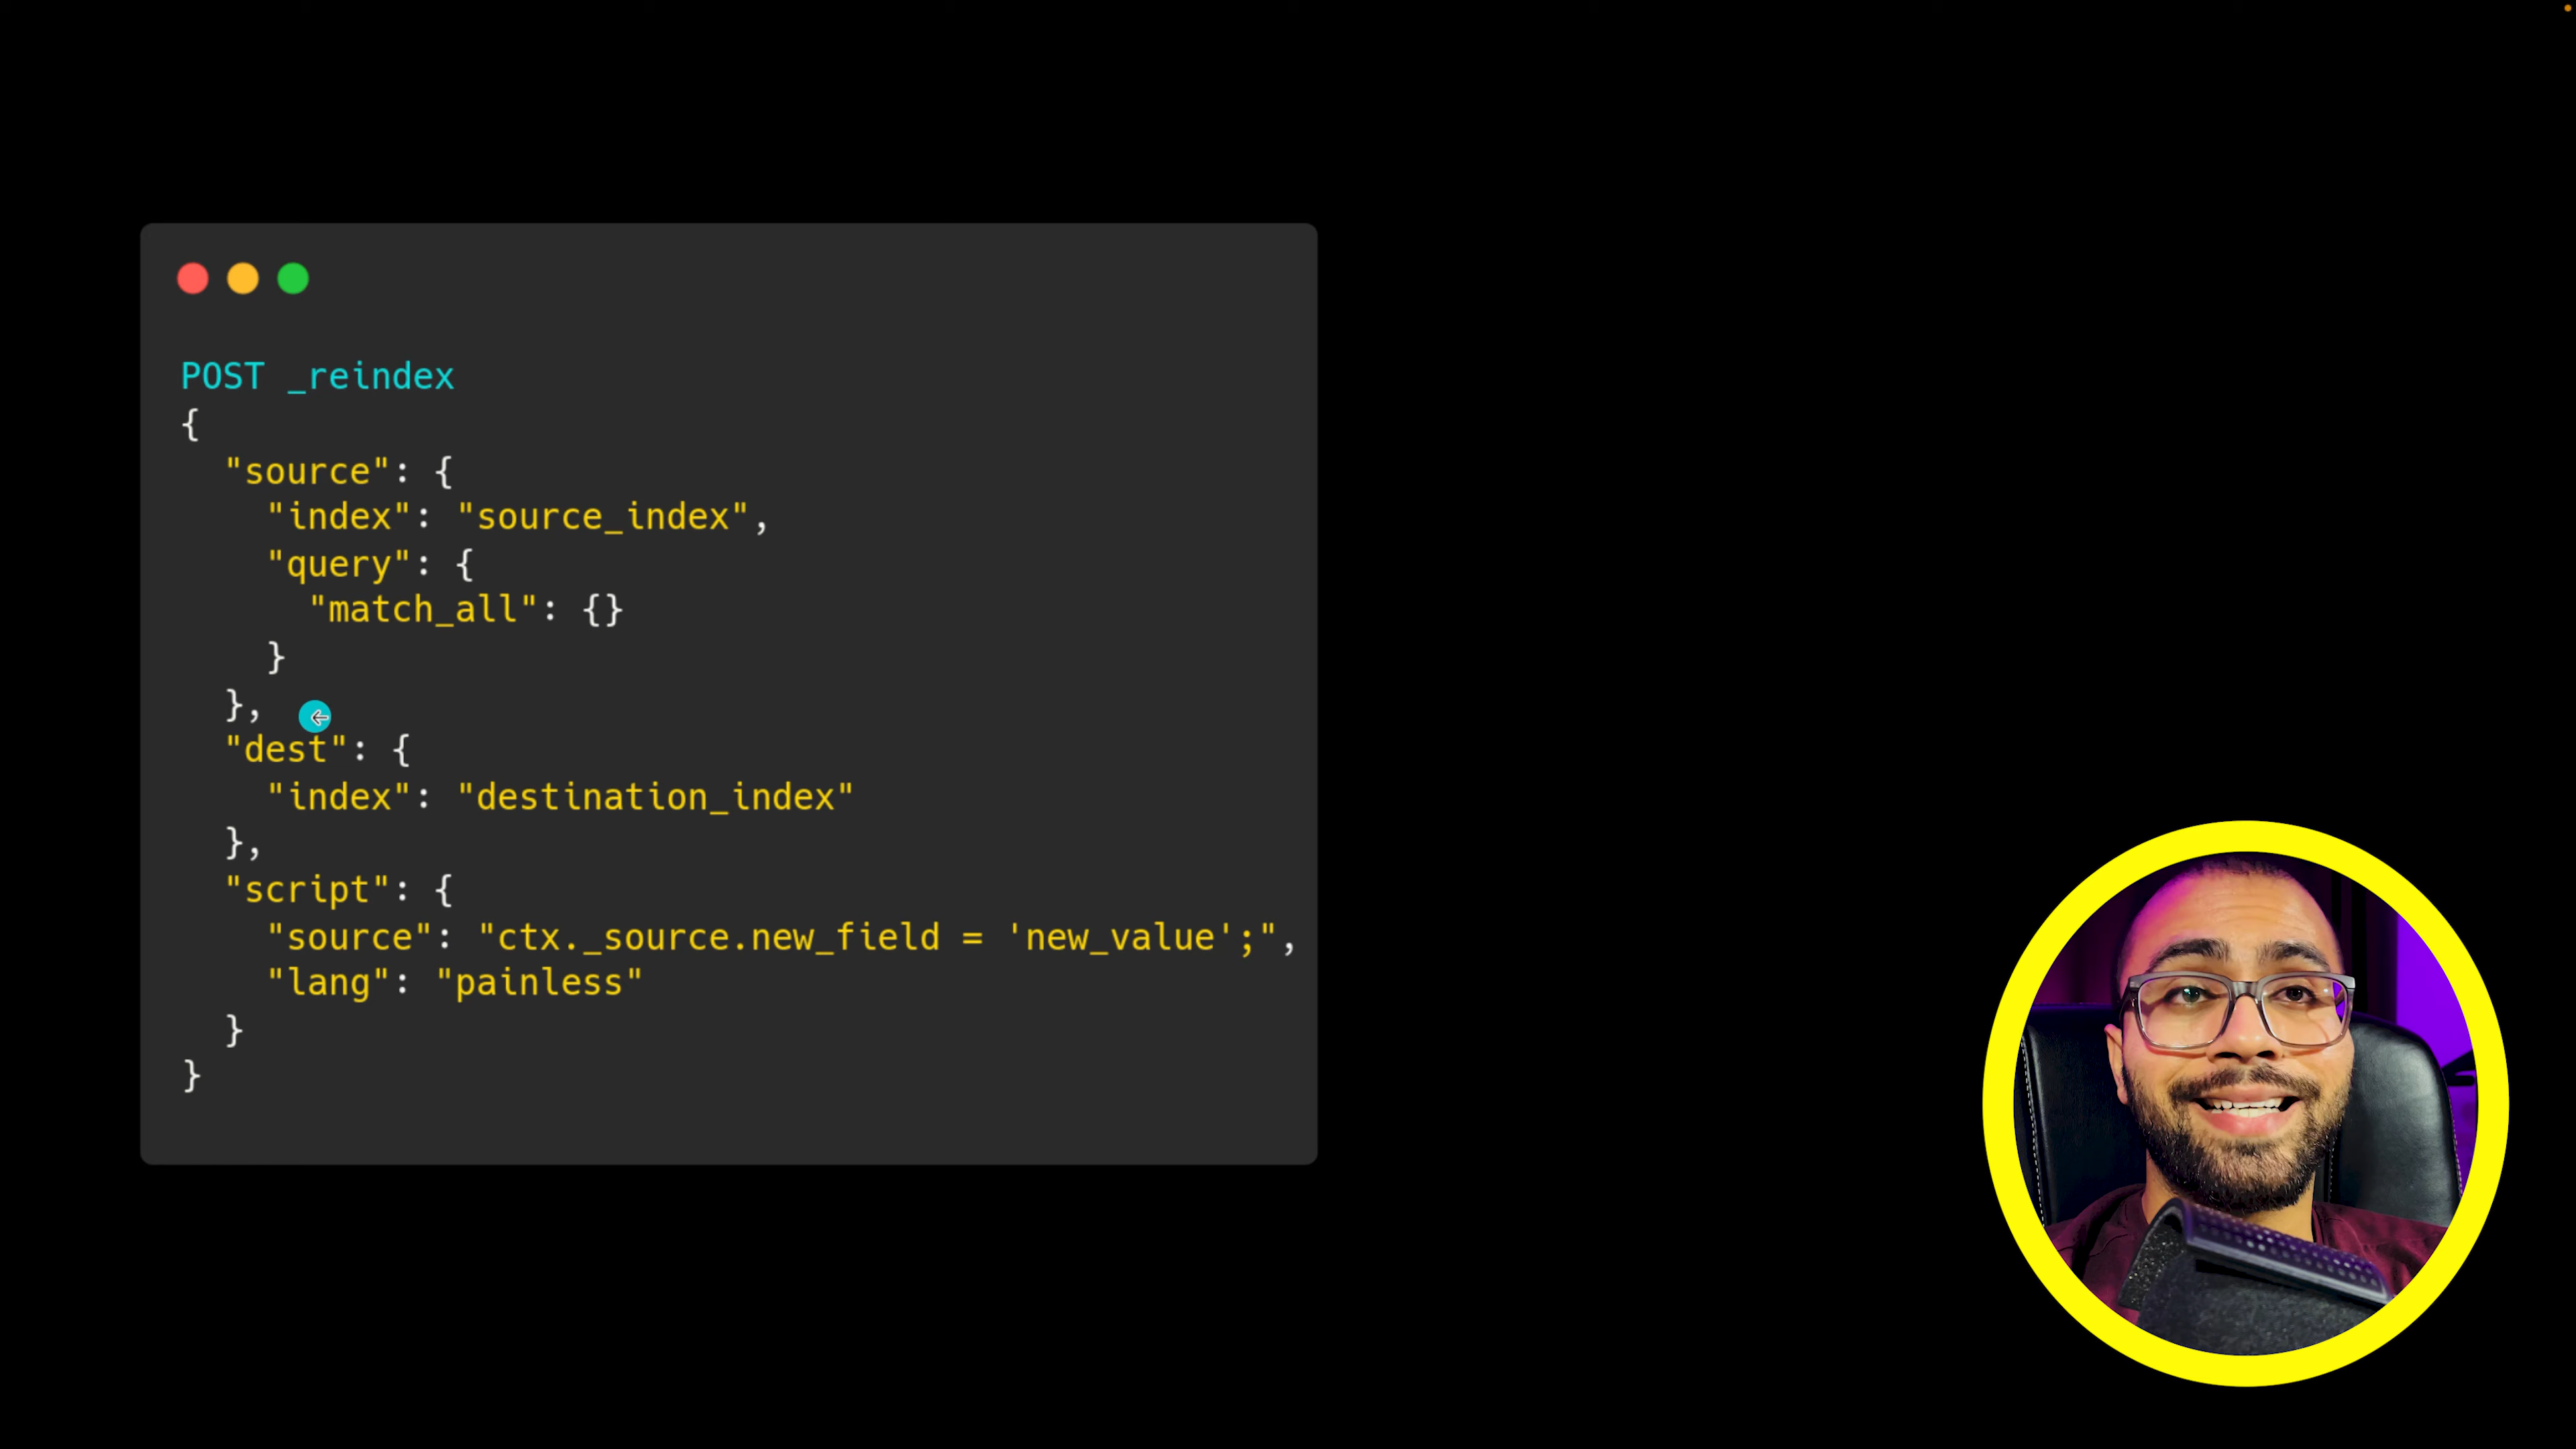 POST _reindex
{
"source": {
"index": "source_index",
"query": {
"match_all": {}
}
},
"dest": {
"index": "destination_index"
},
"script": {
"source": "ctx._source.new_field = 'new_value';",
"lang": "painless"
}
}